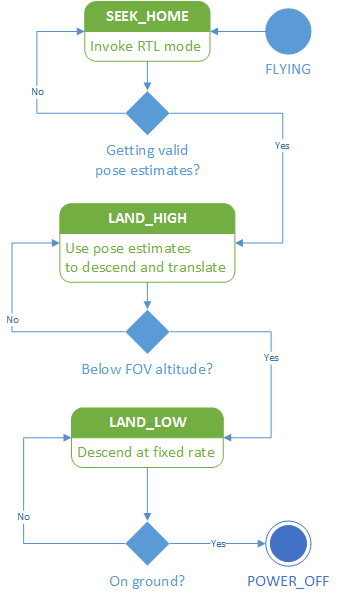 SEEK_HOME
Invoke RTL mode
FLYING
No
Getting valid
pose estimates?
Yes
LAND_HIGH
Use pose estimates
to descend and translate
No
Below FOV altitude?
Yes
LAND_LOW
Descend at fixed rate
No
Yes
On ground?
POWER_OFF